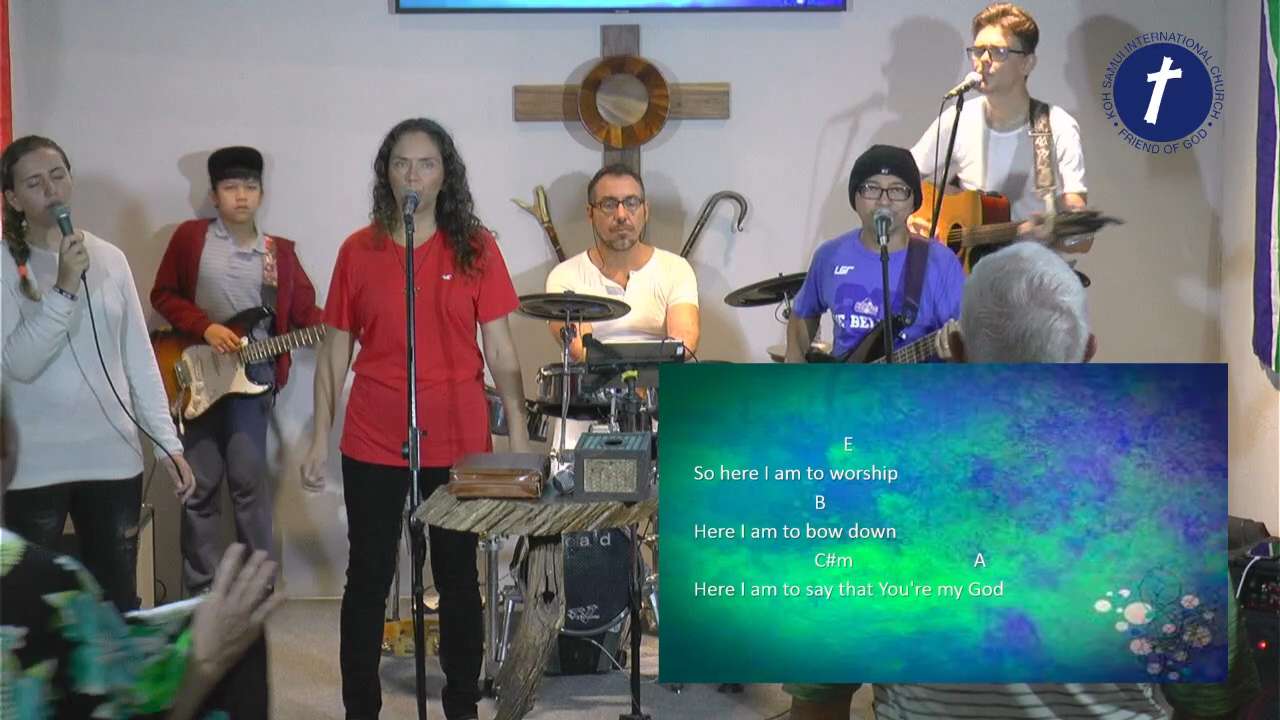 KOH SAMUI INTERNATIONAL CHURCH
• FRIEND OF GOD •
E
So here I am to worship
B
Here I am to bow down
C#m A
Here I am to say that You're my God